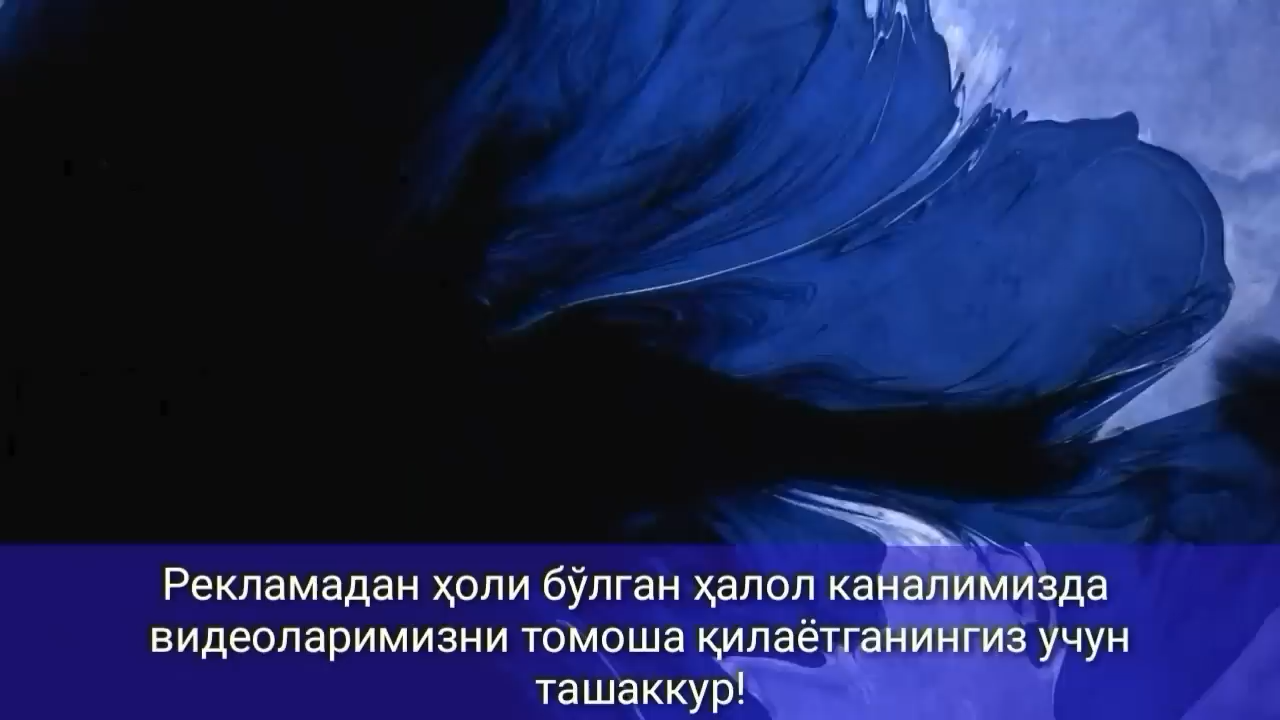 Рекламадан ҳоли бўлган ҳалол каналимизда
видеоларимизни томоша қилаётганингиз учун
ташаккур!